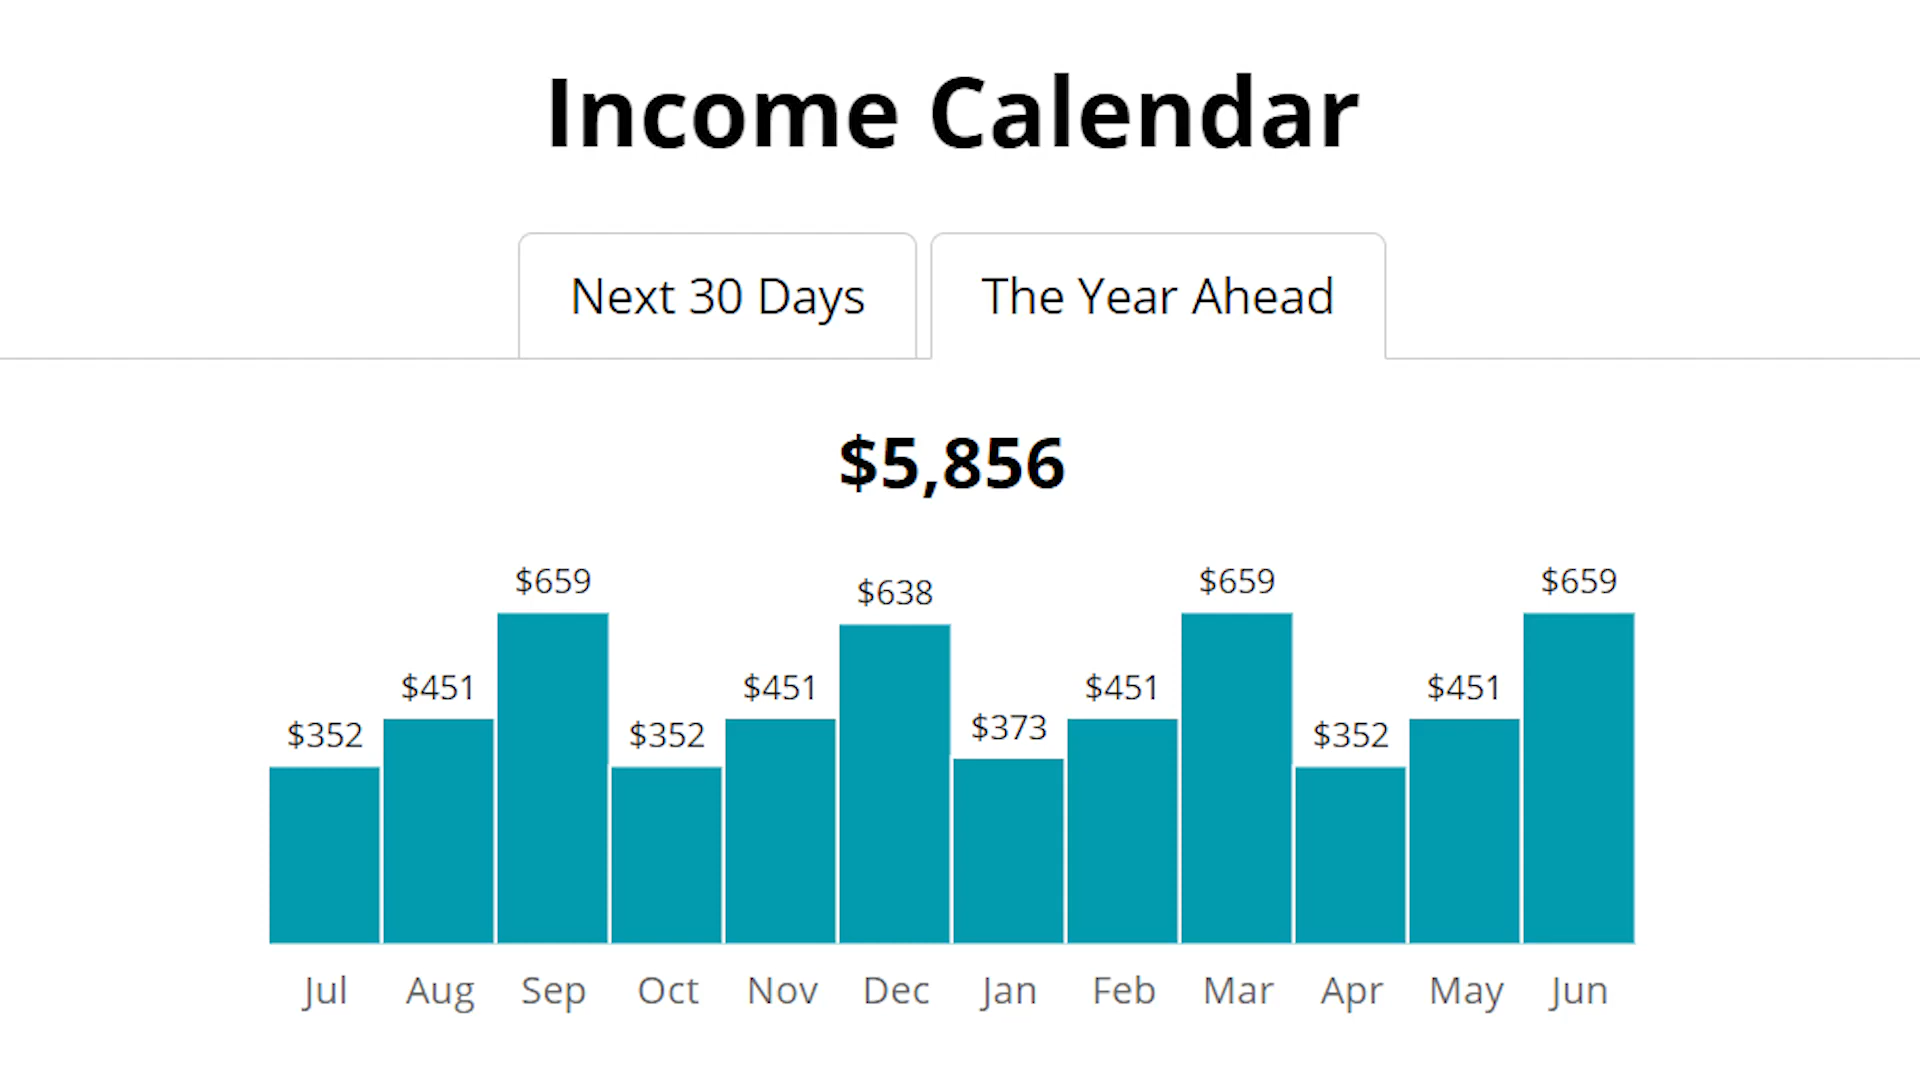 Income Calendar
Next 30 Days The Year Ahead
$5,856
$352 $451 $659 $352 $451 $638 $373 $451 $659 $352 $451 $659
Jul Aug Sep Oct Nov Dec Jan Feb Mar Apr May Jun